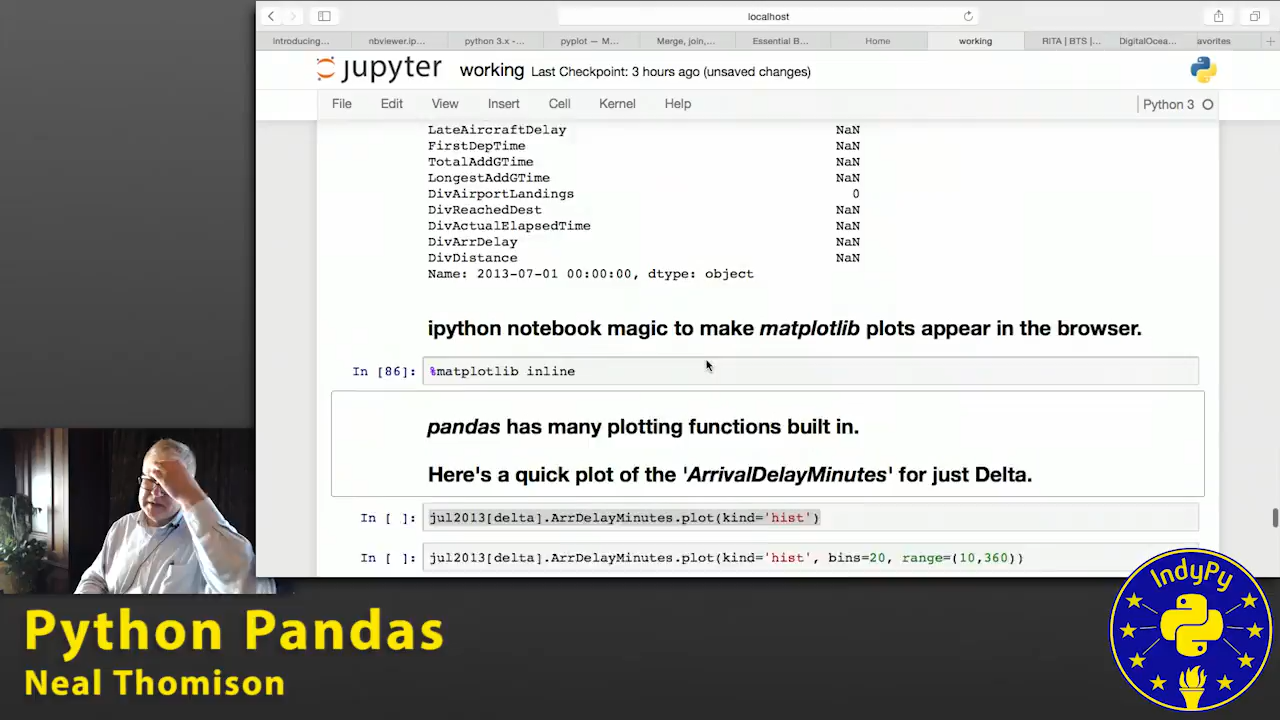 localhost
Introducing...
nbviewer.ip...
python 3.x -...
pyplot — M...
Merge, join,...
Essential B...
Home
working
RITA | BTS |...
DigitalOcea...
avorites
jupyter working Last Checkpoint: 3 hours ago (unsaved changes)
File Edit View Insert Cell Kernel Help Python 3
LateAircraftDelay NaN
FirstDepTime NaN
TotalAddGTime NaN
LongestAddGTime NaN
DivAirportLandings 0
DivReachedDest NaN
DivActualElapsedTime NaN
DivArrDelay NaN
DivDistance NaN
Name: 2013-07-01 00:00:00, dtype: object
ipython notebook magic to make matplotlib plots appear in the browser.
In [86]: %matplotlib inline
pandas has many plotting functions built in.
Here's a quick plot of the 'ArrivalDelayMinutes' for just Delta.
In [ ]: jul2013[delta].ArrDelayMinutes.plot(kind='hist')
In [ ]: jul2013[delta].ArrDelayMinutes.plot(kind='hist', bins=20, range=(10,360))
Python Pandas
Neal Thomison
IndyPy